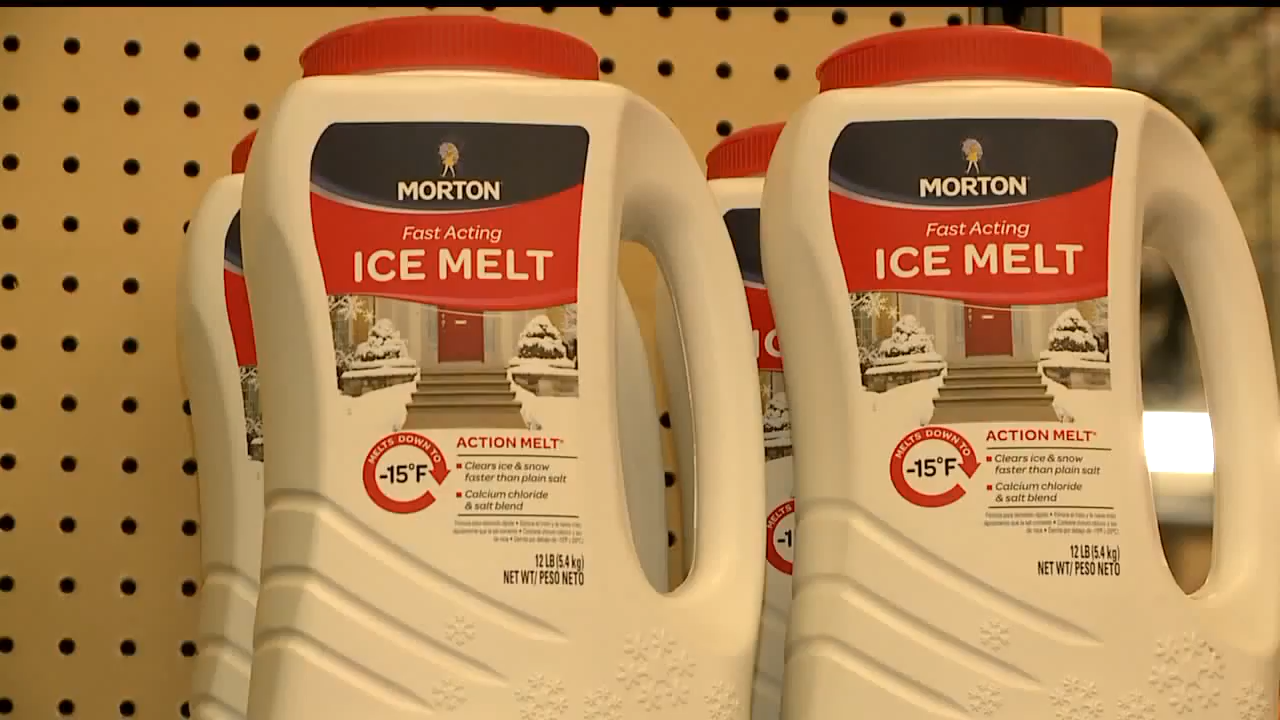 MORTON
Fast Acting
ICE MELT
MELTS DOWN TO
-15°F
ACTION MELT®
Clears ice & snow
faster than plain salt
Calcium chloride
& salt blend
12 LB (5.4 kg)
NET WT/ PESO NETO
MELTS
-1
MORTON
Fast Acting
ICE MELT
MELTS DOWN TO
-15°F
ACTION MELT®
Clears ice & snow
faster than plain salt
Calcium chloride
& salt blend
12 LB (5.4 kg)
NET WT/ PESO NETO